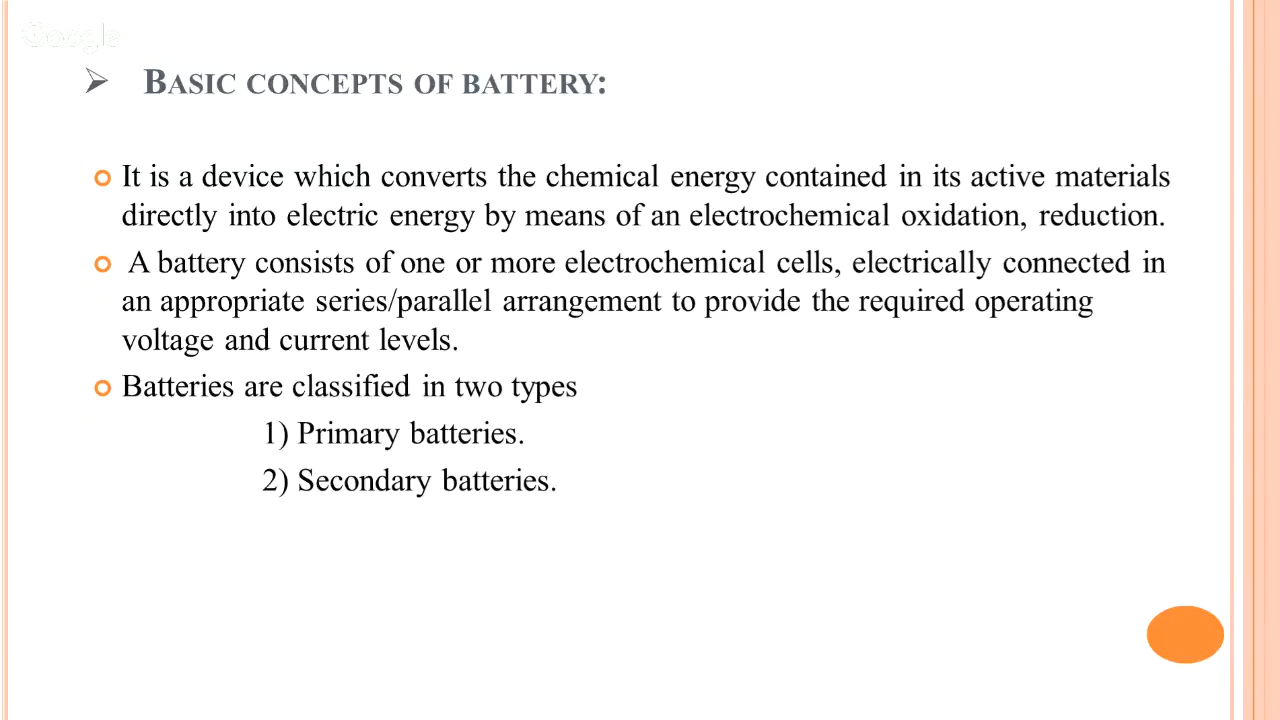 Google
➢ BASIC CONCEPTS OF BATTERY:
It is a device which converts the chemical energy contained in its active materials
directly into electric energy by means of an electrochemical oxidation, reduction.
A battery consists of one or more electrochemical cells, electrically connected in
an appropriate series/parallel arrangement to provide the required operating
voltage and current levels.
Batteries are classified in two types
1) Primary batteries.
2) Secondary batteries.